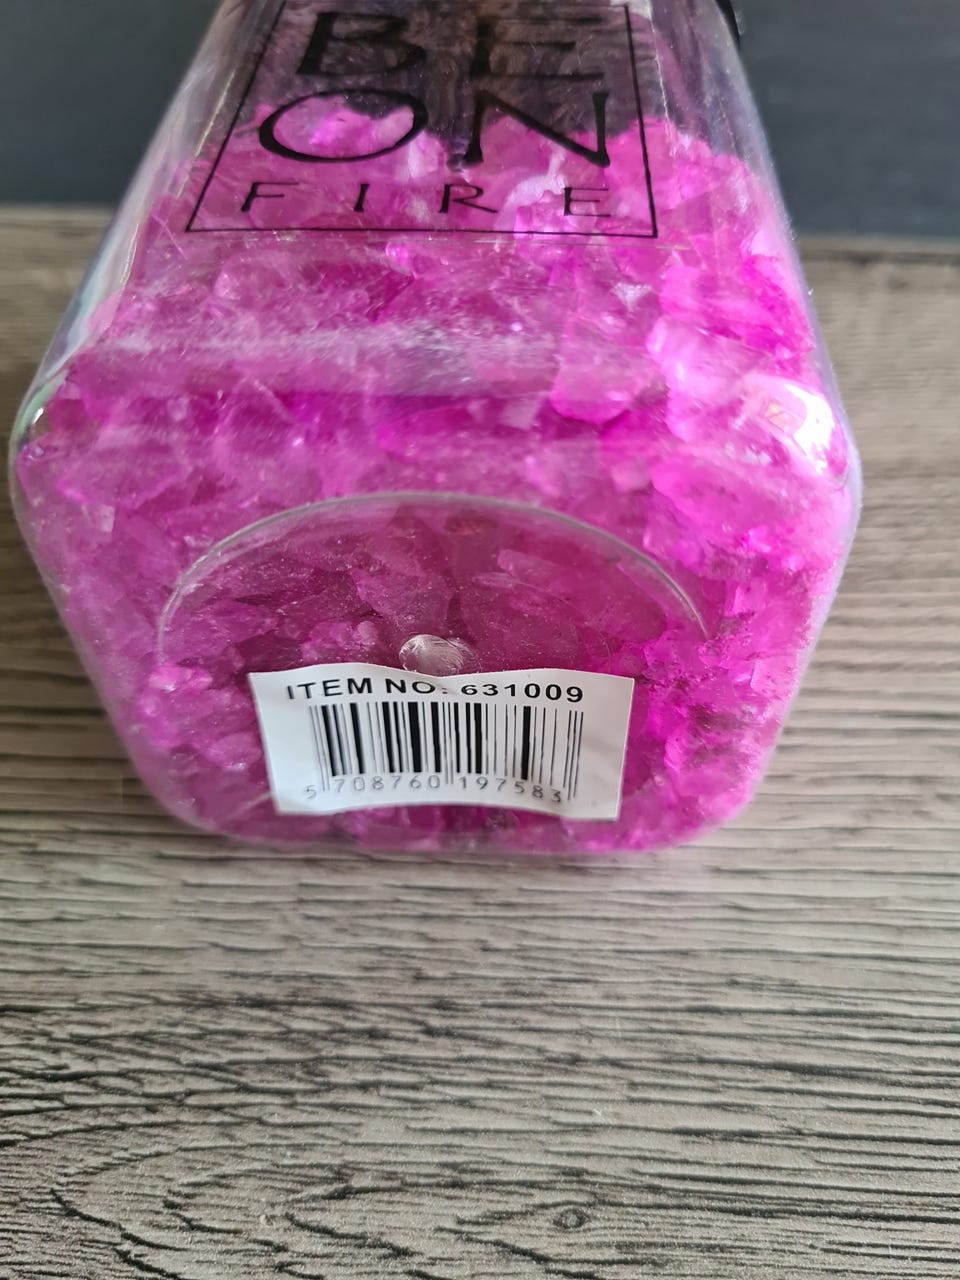 BE
ON
FIRE
ITEM NO: 631009
5 708760 197583